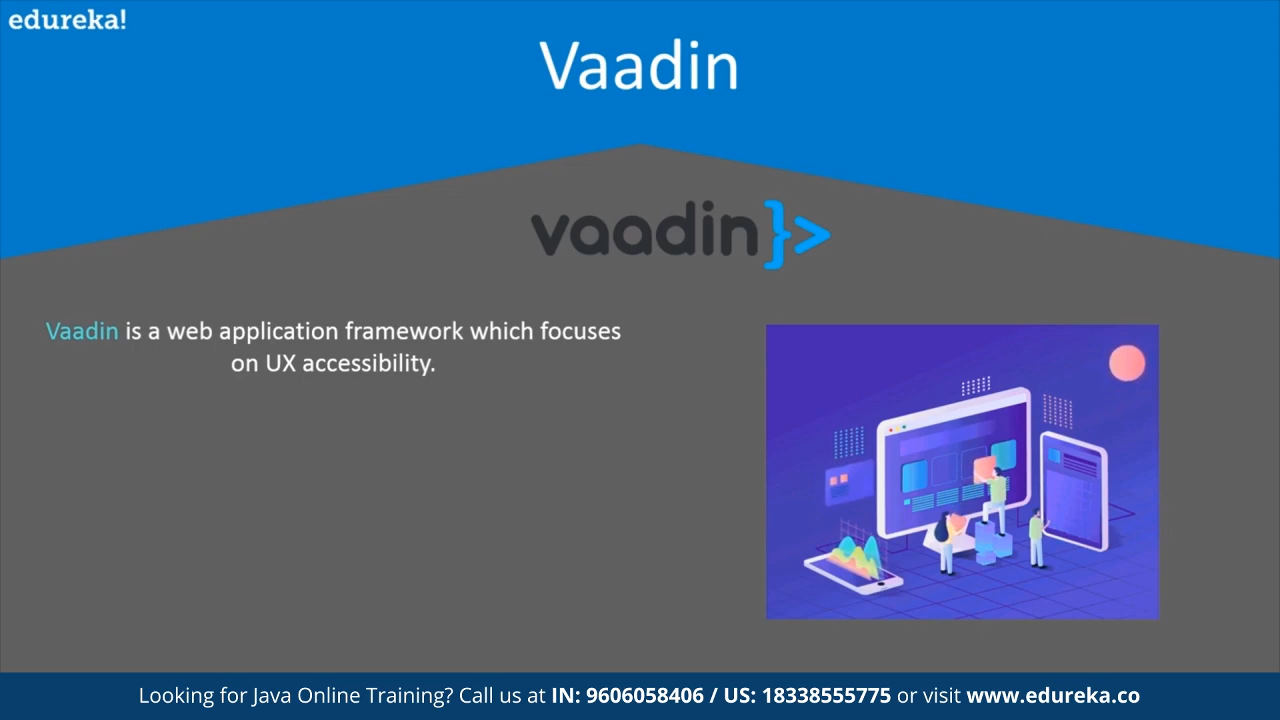 edureka!
Vaadin
vaadin}>
Vaadin is a web application framework which focuses
on UX accessibility.
Looking for Java Online Training? Call us at IN: 9606058406 / US: 18338555775 or visit www.edureka.co